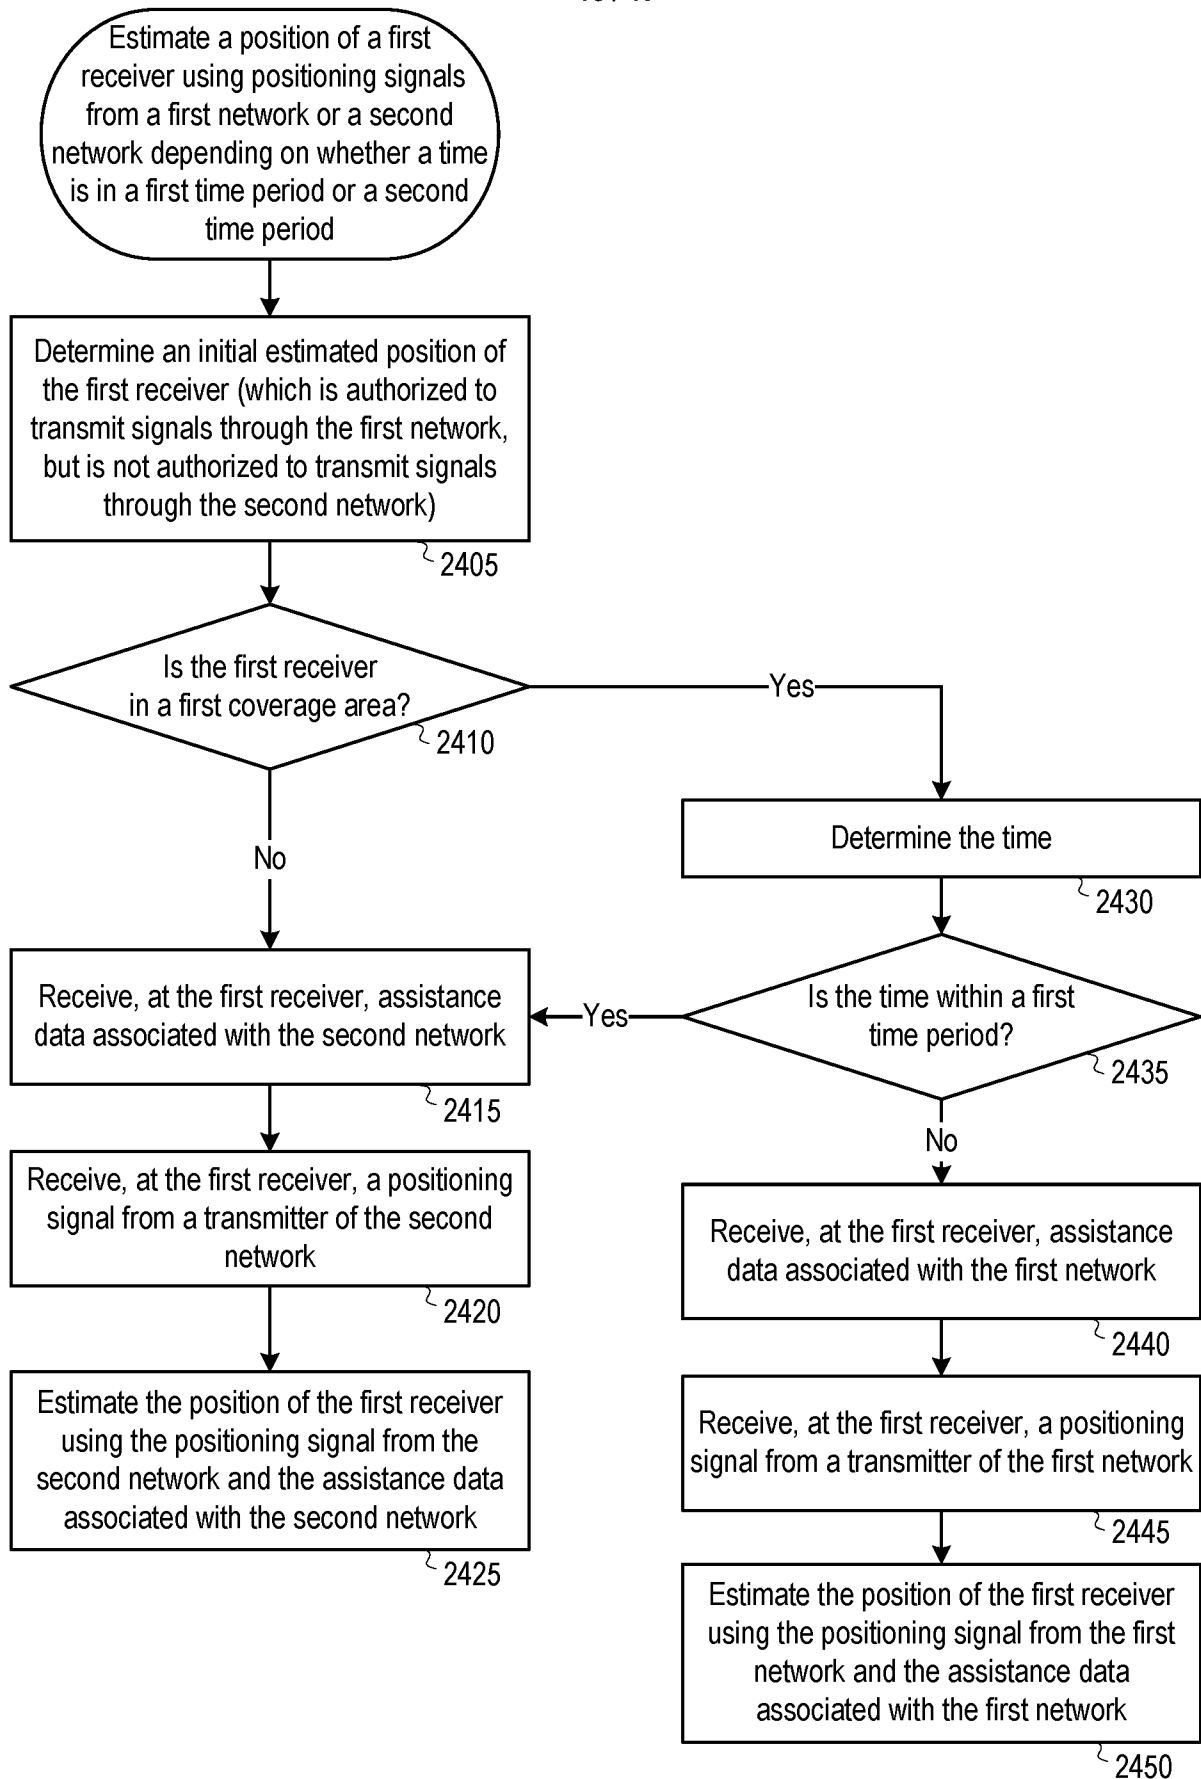 Estimate a position of a first
receiver using positioning signals
from a first network or a second
network depending on whether a time
is in a first time period or a second
time period
Determine an initial estimated position of
the first receiver (which is authorized to
transmit signals through the first network,
but is not authorized to transmit signals
through the second network)
2405
Is the first receiver
in a first coverage area?
2410
Yes
No
Determine the time
2430
Is the time within a first
time period?
2435
Yes
No
Receive, at the first receiver, assistance
data associated with the second network
2415
Receive, at the first receiver, a positioning
signal from a transmitter of the second
network
2420
Estimate the position of the first receiver
using the positioning signal from the
second network and the assistance data
associated with the second network
2425
Receive, at the first receiver, assistance
data associated with the first network
2440
Receive, at the first receiver, a positioning
signal from a transmitter of the first network
2445
Estimate the position of the first receiver
using the positioning signal from the first
network and the assistance data
associated with the first network
2450